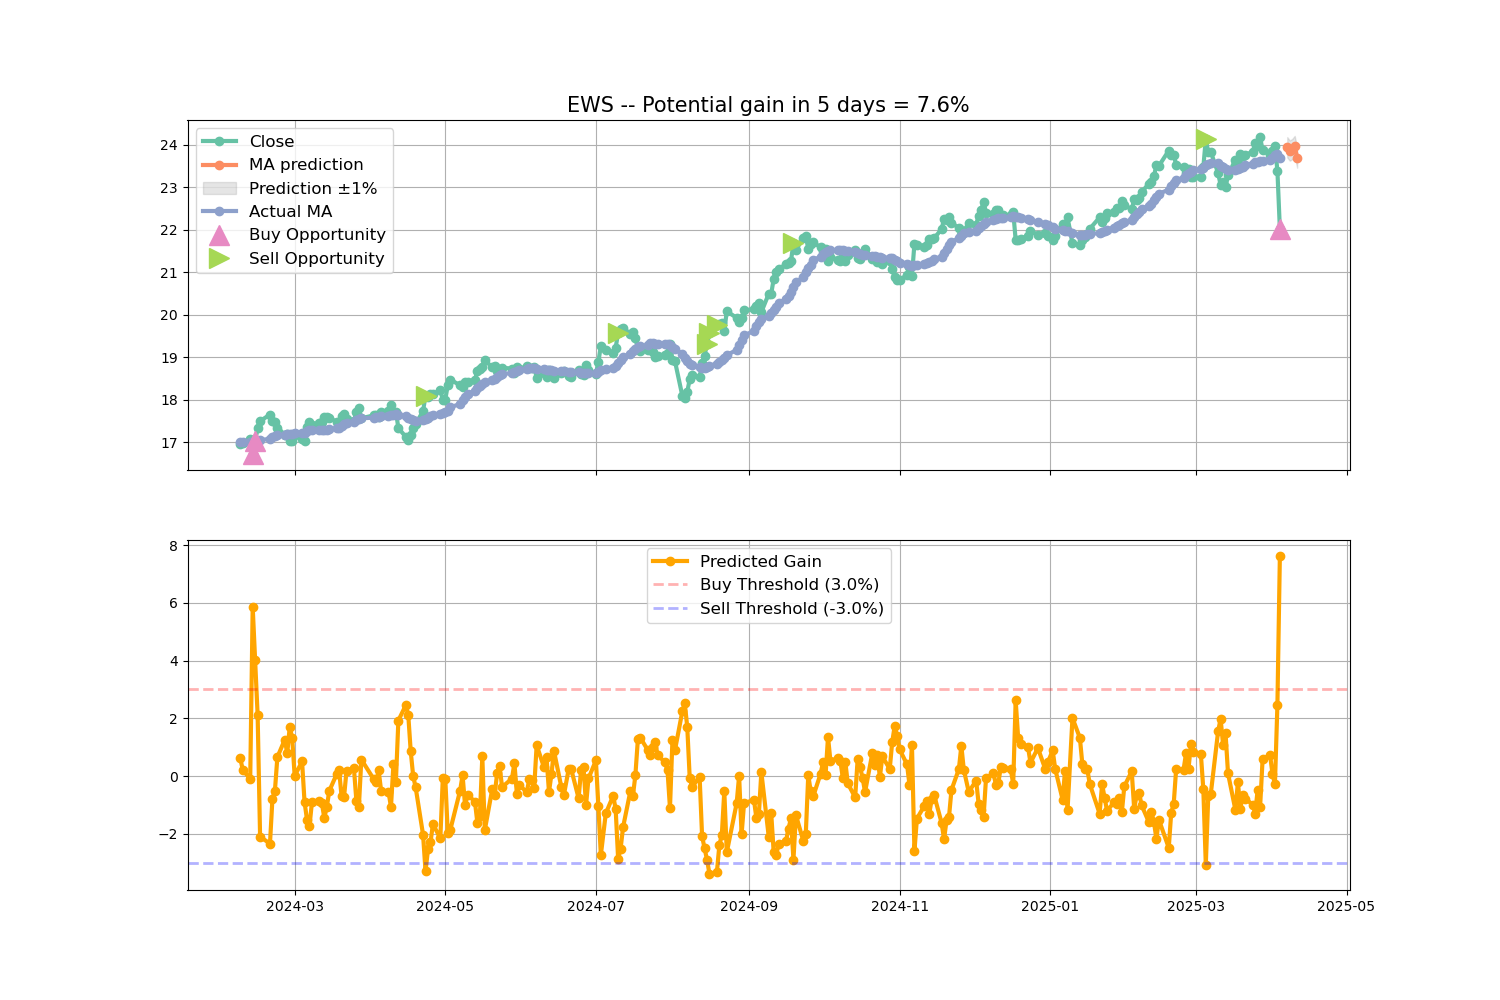 EWS -- Potential gain in 5 days = 7.6%
Close
MA prediction
Prediction ±1%
Actual MA
Buy Opportunity
Sell Opportunity
24
23
22
21
20
19
18
17
Predicted Gain
Buy Threshold (3.0%)
Sell Threshold (-3.0%)
8
6
4
2
0
−2
2024-03
2024-05
2024-07
2024-09
2024-11
2025-01
2025-03
2025-05